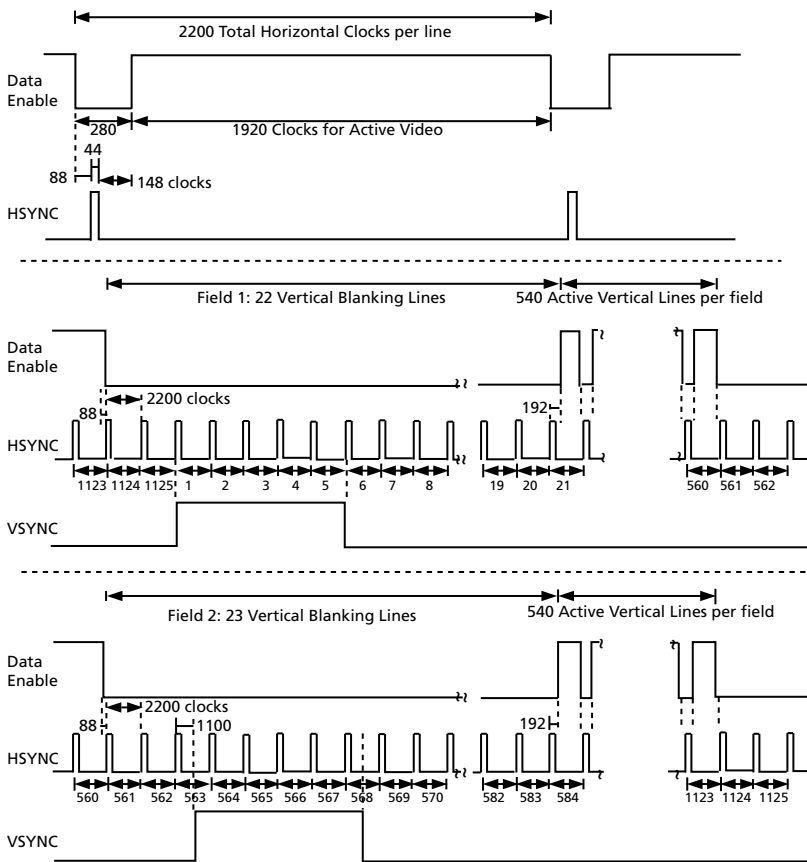 2200 Total Horizontal Clocks per line
Data
Enable
280
1920 Clocks for Active Video
44
88
148 clocks
HSYNC
Field 1: 22 Vertical Blanking Lines
540 Active Vertical Lines per field
Data
Enable
2200 clocks
88
192
HSYNC
1123 1124 1125 1 2 3 4 5 6 7 8 19 20 21 560 561 562
VSYNC
Field 2: 23 Vertical Blanking Lines
540 Active Vertical Lines per field
Data
Enable
2200 clocks
88
1100
192
HSYNC
560 561 562 563 564 565 566 567 568 569 570 582 583 584 1123 1124 1125
VSYNC